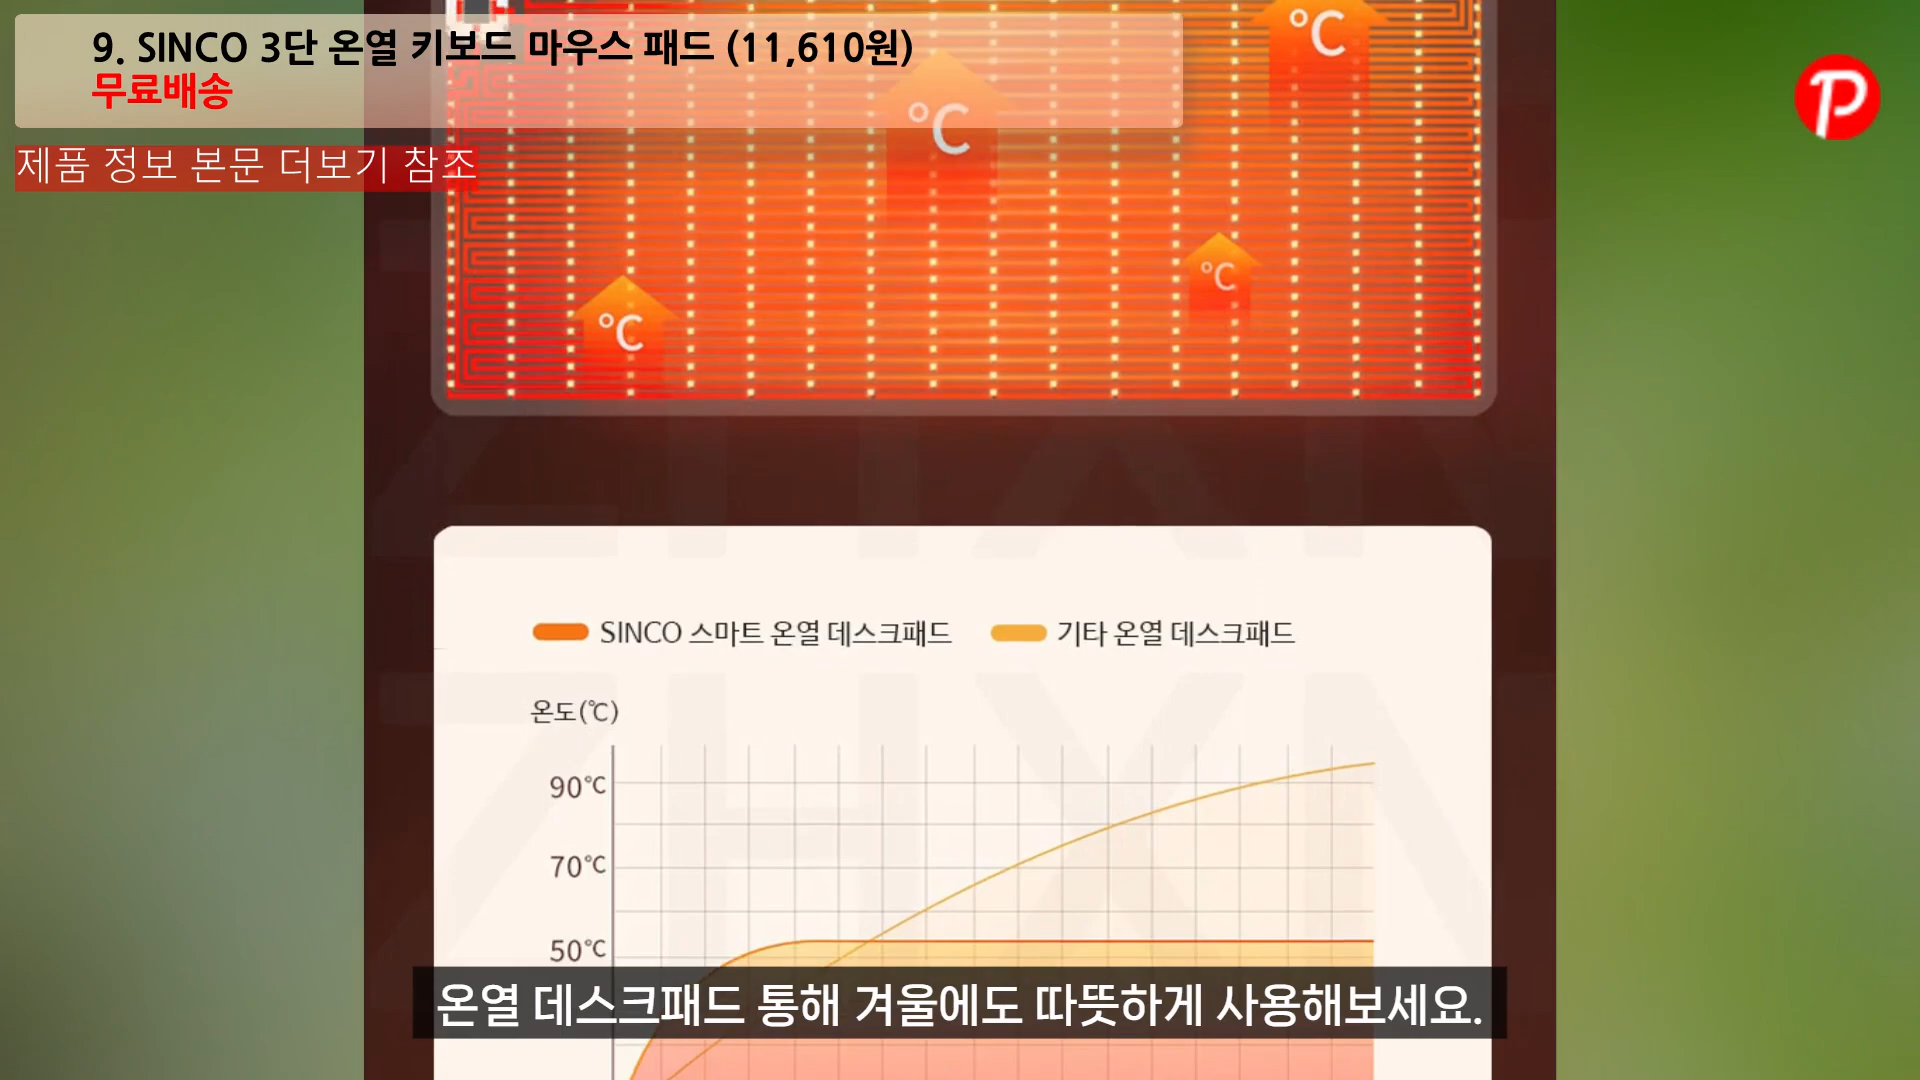 9. SINCO 3단 온열 키보드 마우스 패드 (11,610원)
무료배송
제품 정보 본문 더보기 참조
℃
℃
℃
℃
SINCO 스마트 온열 데스크패드
기타 온열 데스크패드
온도(℃)
90℃
70℃
50℃
온열 데스크패드 통해 겨울에도 따뜻하게 사용해보세요.